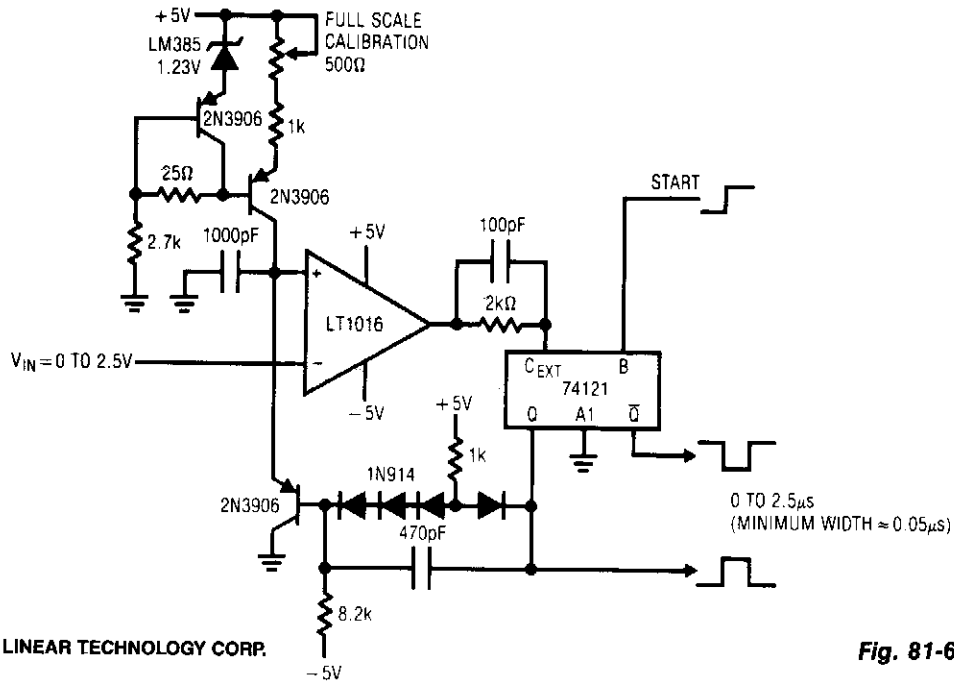 +5V
FULL SCALE
CALIBRATION
500Ω
LM385
1.23V
2N3906
1k
25Ω
2N3906
2.7k
1000pF
+5V
100pF
START
+
LT1016
2kΩ
VIN = 0 TO 2.5V
−
−5V
CEXT
B
74121
Q
A1
Q̅
+5V
1k
1N914
2N3906
470pF
0 TO 2.5μs
(MINIMUM WIDTH ≈ 0.05μs)
8.2k
−5V
LINEAR TECHNOLOGY CORP.
Fig. 81-6